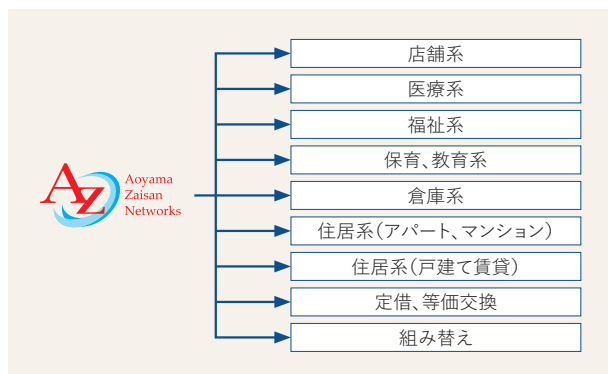 店舗系
医療系
福祉系
保育、教育系
倉庫系
住居系(アパート、マンション)
住居系(戸建て賃貸)
定借、等価交換
組み替え
AZ
Aoyama
Zaisan
Networks